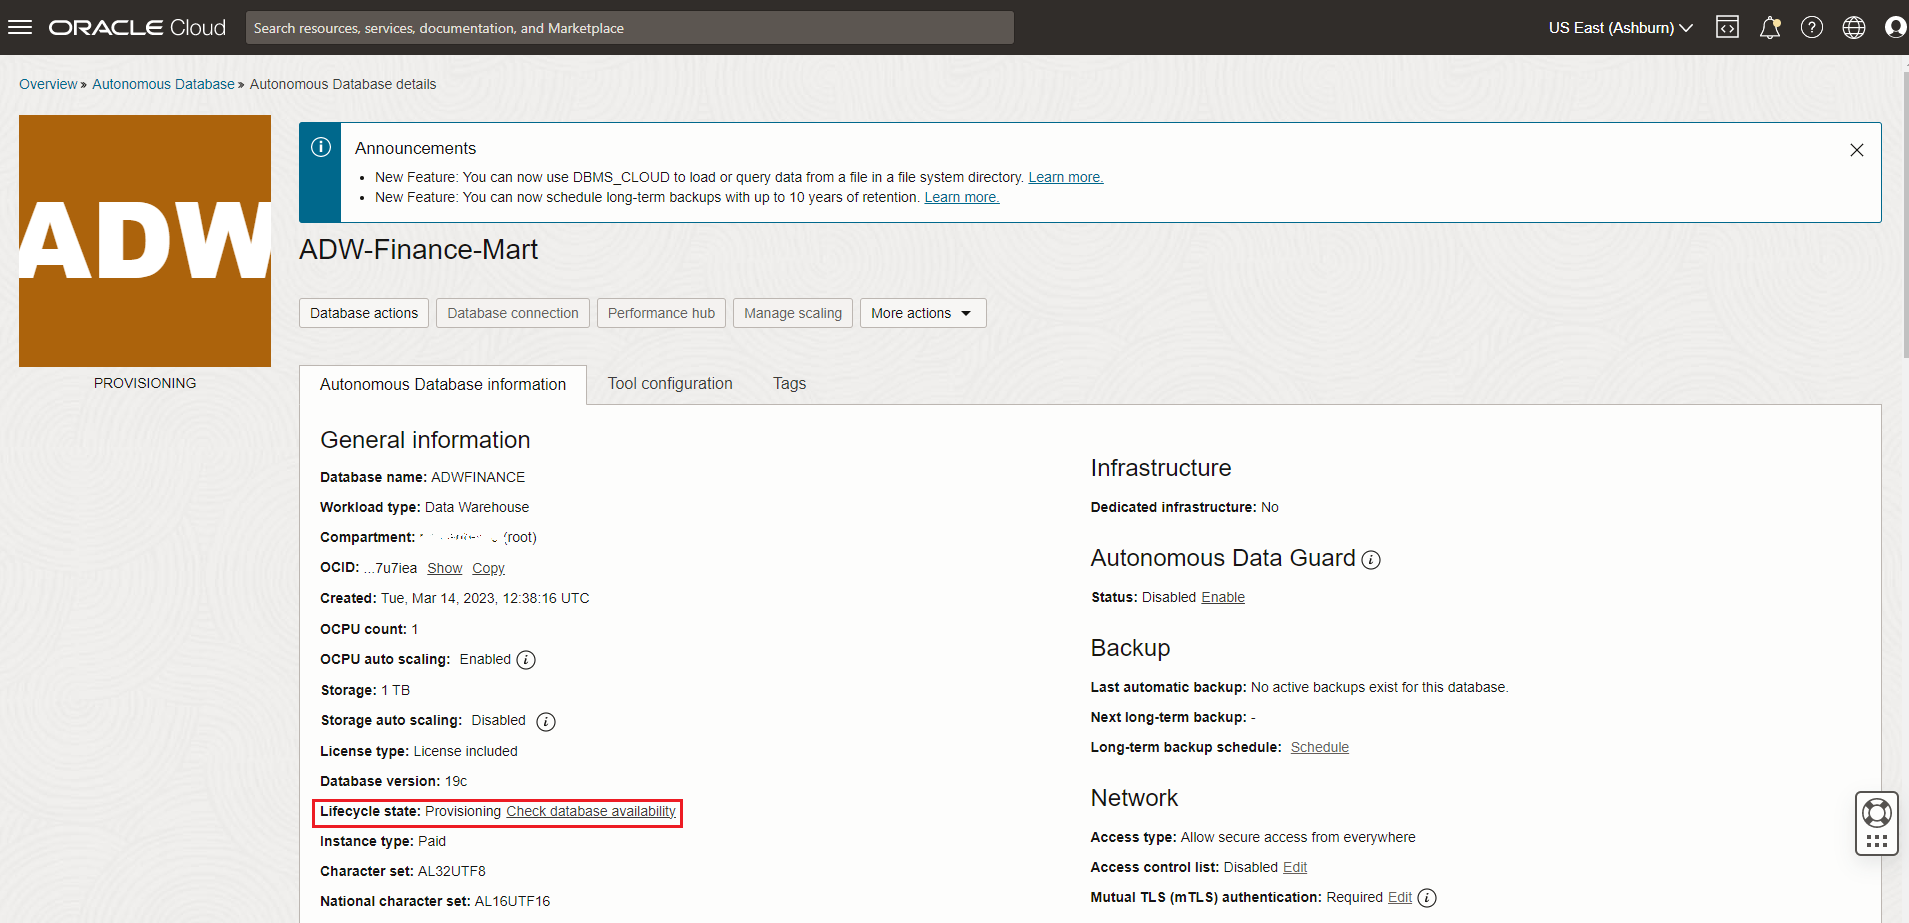 ORACLE Cloud
Search resources, services, documentation, and Marketplace
US East (Ashburn)
Overview » Autonomous Database » Autonomous Database details
ADW
PROVISIONING
Announcements
• New Feature: You can now use DBMS_CLOUD to load or query data from a file in a file system directory. Learn more.
• New Feature: You can now schedule long-term backups with up to 10 years of retention. Learn more.
ADW-Finance-Mart
Database actions
Database connection
Performance hub
Manage scaling
More actions
Autonomous Database information
Tool configuration
Tags
General information
Database name: ADWFINANCE
Workload type: Data Warehouse
Compartment: (root)
OCID: ...7u7iea Show Copy
Created: Tue, Mar 14, 2023, 12:38:16 UTC
OCPU count: 1
OCPU auto scaling: Enabled
Storage: 1 TB
Storage auto scaling: Disabled
License type: License included
Database version: 19c
Lifecycle state: Provisioning Check database availability
Instance type: Paid
Character set: AL32UTF8
National character set: AL16UTF16
Infrastructure
Dedicated infrastructure: No
Autonomous Data Guard
Status: Disabled Enable
Backup
Last automatic backup: No active backups exist for this database.
Next long-term backup: -
Long-term backup schedule: Schedule
Network
Access type: Allow secure access from everywhere
Access control list: Disabled Edit
Mutual TLS (mTLS) authentication: Required Edit